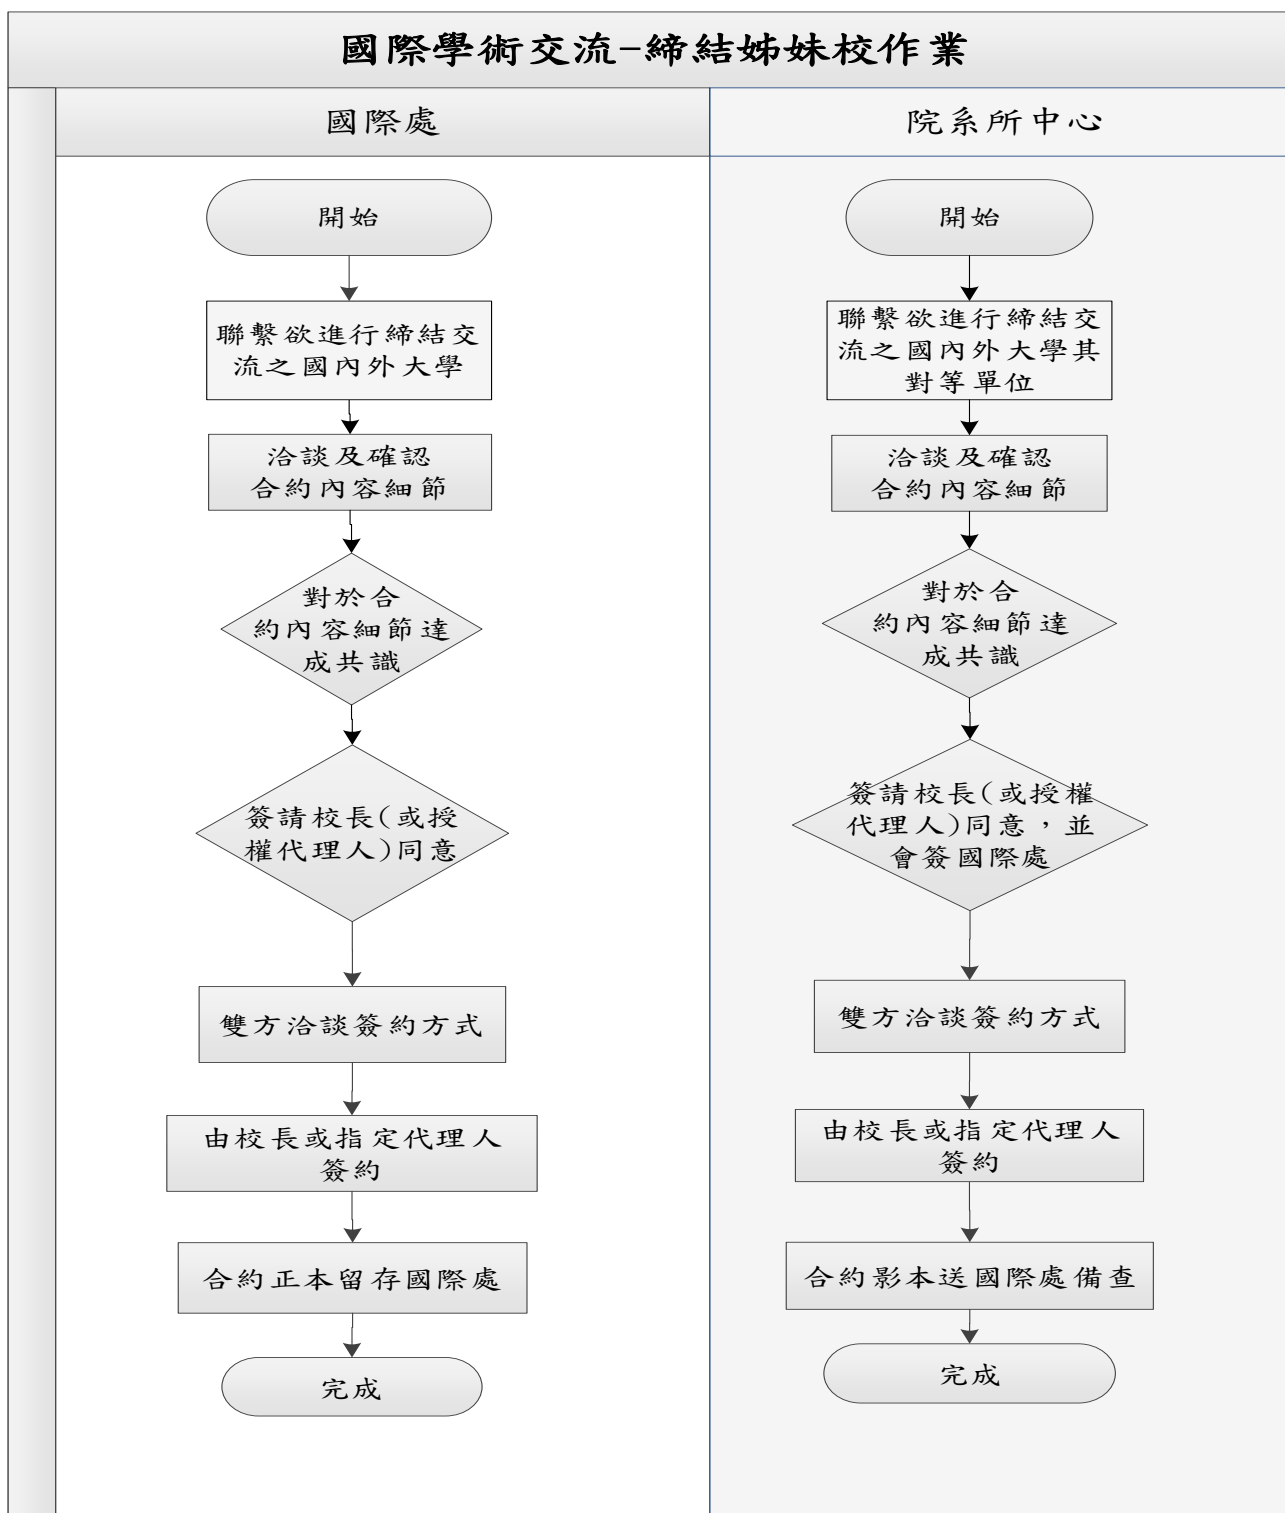 國際學術交流-締結姊妹校作業
國際處
開始
聯繫欲進行締結交
流之國內外大學
洽談及確認
合約內容細節
對於合
約內容細節達
成共識
簽請校長(或授
權代理人)同意
雙方洽談簽約方式
由校長或指定代理人
簽約
合約正本留存國際處
完成
院系所中心
開始
聯繫欲進行締結交
流之國內外大學其
對等單位
洽談及確認
合約內容細節
對於合
約內容細節達
成共識
簽請校長(或授權
代理人)同意，並
會簽國際處
雙方洽談簽約方式
由校長或指定代理人
簽約
合約影本送國際處備查
完成